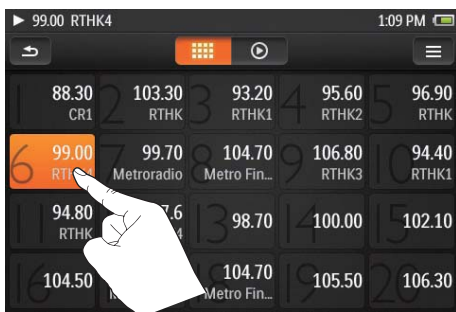 99.00 RTHK4 1:09 PM
1 88.30 CR1
2 103.30 RTHK
3 93.20 RTHK1
4 95.60 RTHK2
5 96.90 RTHK
6 99.00
7 99.70 Metroradio
8 104.70 Metro Fin...
9 106.80 RTHK3
10 94.40 RTHK1
11 94.80 RTHK
13 98.70
14 100.00
15 102.10
16 104.50
18 104.70 Metro Fin...
19 105.50
20 106.30